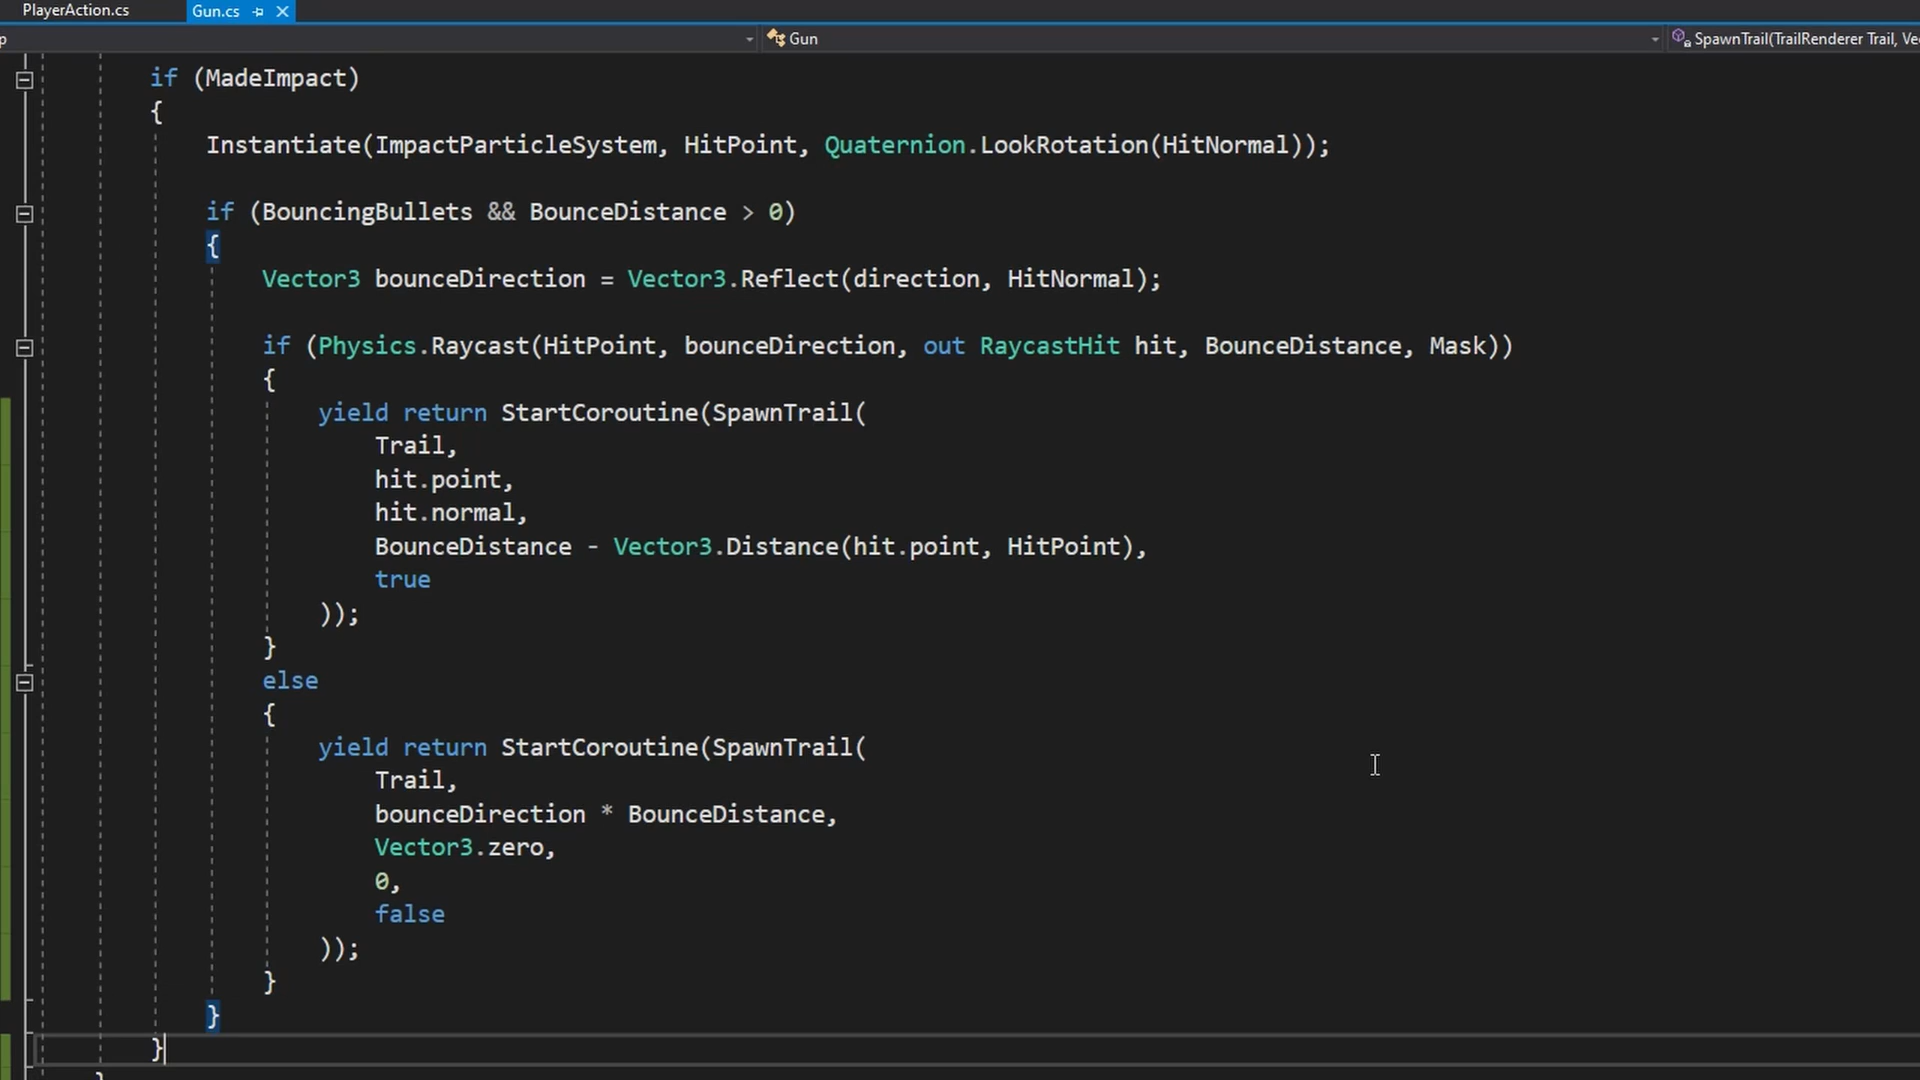 PlayerAction.cs
Gun.cs
Gun
SpawnTrail(TrailRenderer Trail, Ve
if (MadeImpact)
{
Instantiate(ImpactParticleSystem, HitPoint, Quaternion.LookRotation(HitNormal));
if (BouncingBullets && BounceDistance > 0)
{
Vector3 bounceDirection = Vector3.Reflect(direction, HitNormal);
if (Physics.Raycast(HitPoint, bounceDirection, out RaycastHit hit, BounceDistance, Mask))
{
yield return StartCoroutine(SpawnTrail(
Trail,
hit.point,
hit.normal,
BounceDistance - Vector3.Distance(hit.point, HitPoint),
true
));
}
else
{
yield return StartCoroutine(SpawnTrail(
Trail,
bounceDirection * BounceDistance,
Vector3.zero,
0,
false
));
}
}
}